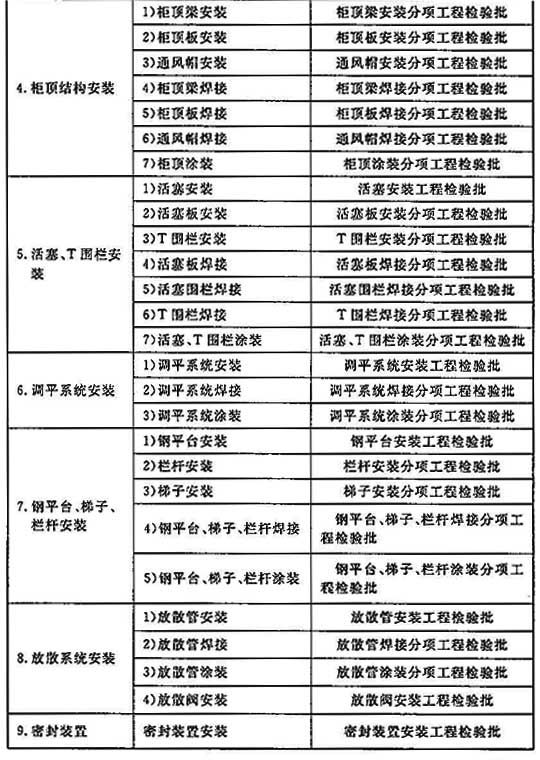 1)柜顶梁安装 柜顶梁安装分项工程检验批
2)柜顶板安装 柜顶板安装分项工程检验批
3)通风帽安装 通风帽安装工程检验批
4.柜顶结构安装 4)柜顶梁焊接 柜顶梁焊接分项工程检验批
5)柜顶板焊接 柜顶板焊接分项工程检验批
6)通风帽焊接 通风帽焊接分项工程检验批
7)柜顶涂装 柜顶涂装分项工程检验批
1)活塞安装 活塞安装工程检验批
2)活塞板安装 活塞板安装分项工程检验批
3)T围栏安装 T围栏安装分项工程检验批
5.活塞、T围栏安
装
4)活塞板焊接 活塞板焊接分项工程检验批
5)活塞围栏焊接 活塞围栏焊接分项工程检验批
6)T围栏焊接 T围栏焊接分项工程检验批
7)活塞、T围栏涂装 活塞、T围栏涂装分项工程检验批
1)调平系统安装 调平系统安装工程检验批
6.调平系统安装 2)调平系统焊接 调平系统焊接分项工程检验批
3)调平系统涂装 调平系统涂装分项工程检验批
1)钢平台安装 钢平台安装工程检验批
2)栏杆安装 栏杆安装分项工程检验批
3)梯子安装 梯子安装分项工程检验批
7.钢平台、梯子、
栏杆安装
4)钢平台、梯子、栏杆焊接 钢平台、梯子、栏杆焊接分项工
程检验批
5)钢平台、梯子、栏杆涂装 钢平台、梯子、栏杆涂装分项工
程检验批
1)放散管安装 放散管安装工程检验批
2)放散管焊接 放散管焊接分项工程检验批
8.放散系统安装
3)放散管涂装 放散管涂装分项工程检验批
4)放散阀安装 放散阀安装工程检验批
9.密封装置 密封装置安装 密封装置安装工程检验批